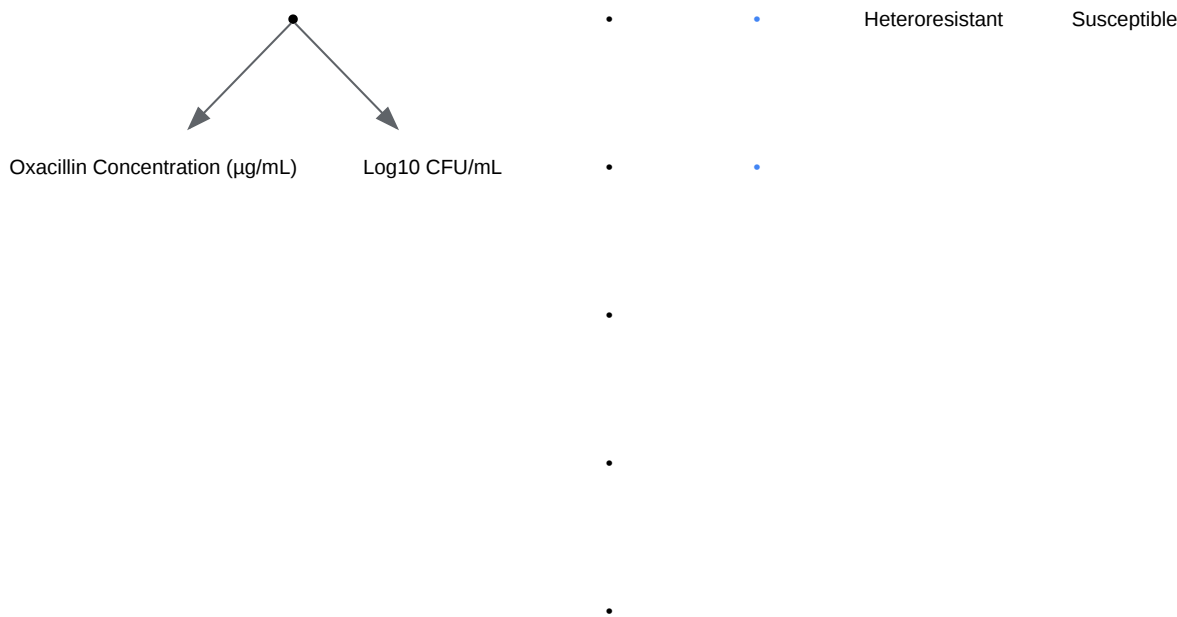 Heteroresistant
Susceptible
Oxacillin Concentration (µg/mL)
Log10 CFU/mL